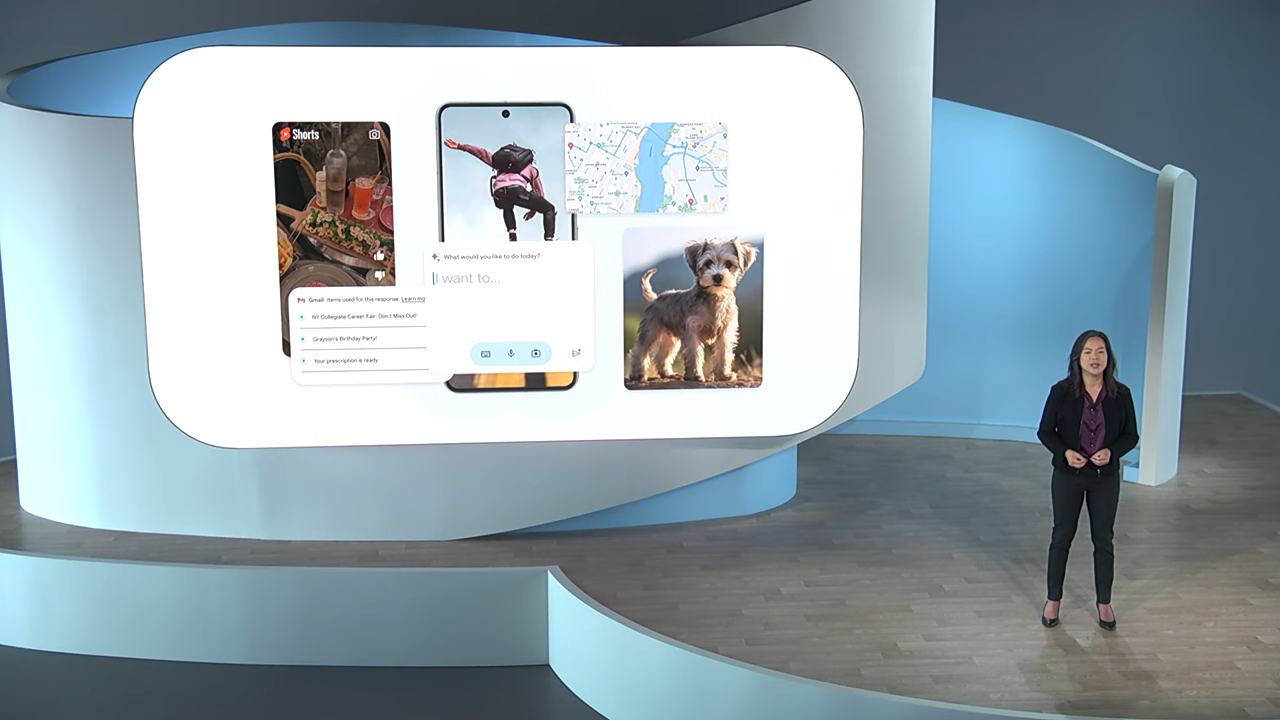 Shorts
What would you like to do today?
I want to...
Gmail Items used for this response. Learn mo
NY Collegiate Career Fair: Don't Miss Out!
Grayson's Birthday Party!
Your prescription is ready